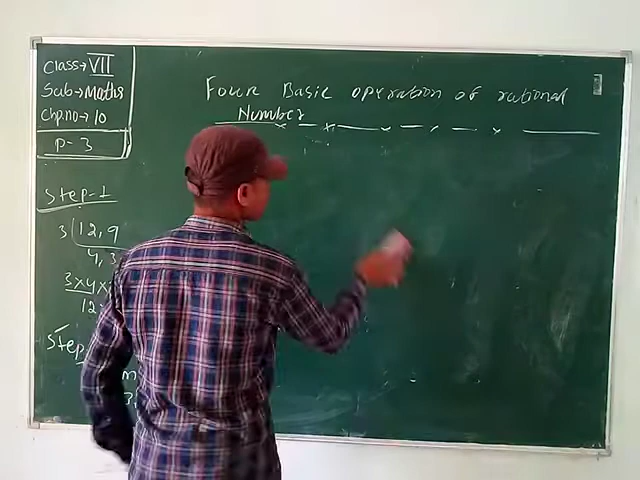 Class→VII
Sub→Maths
Chp.no→10
P-3
Four Basic operation of rational
Number
Step-1
3 12, 9
4, 3
3x4x
12
Step